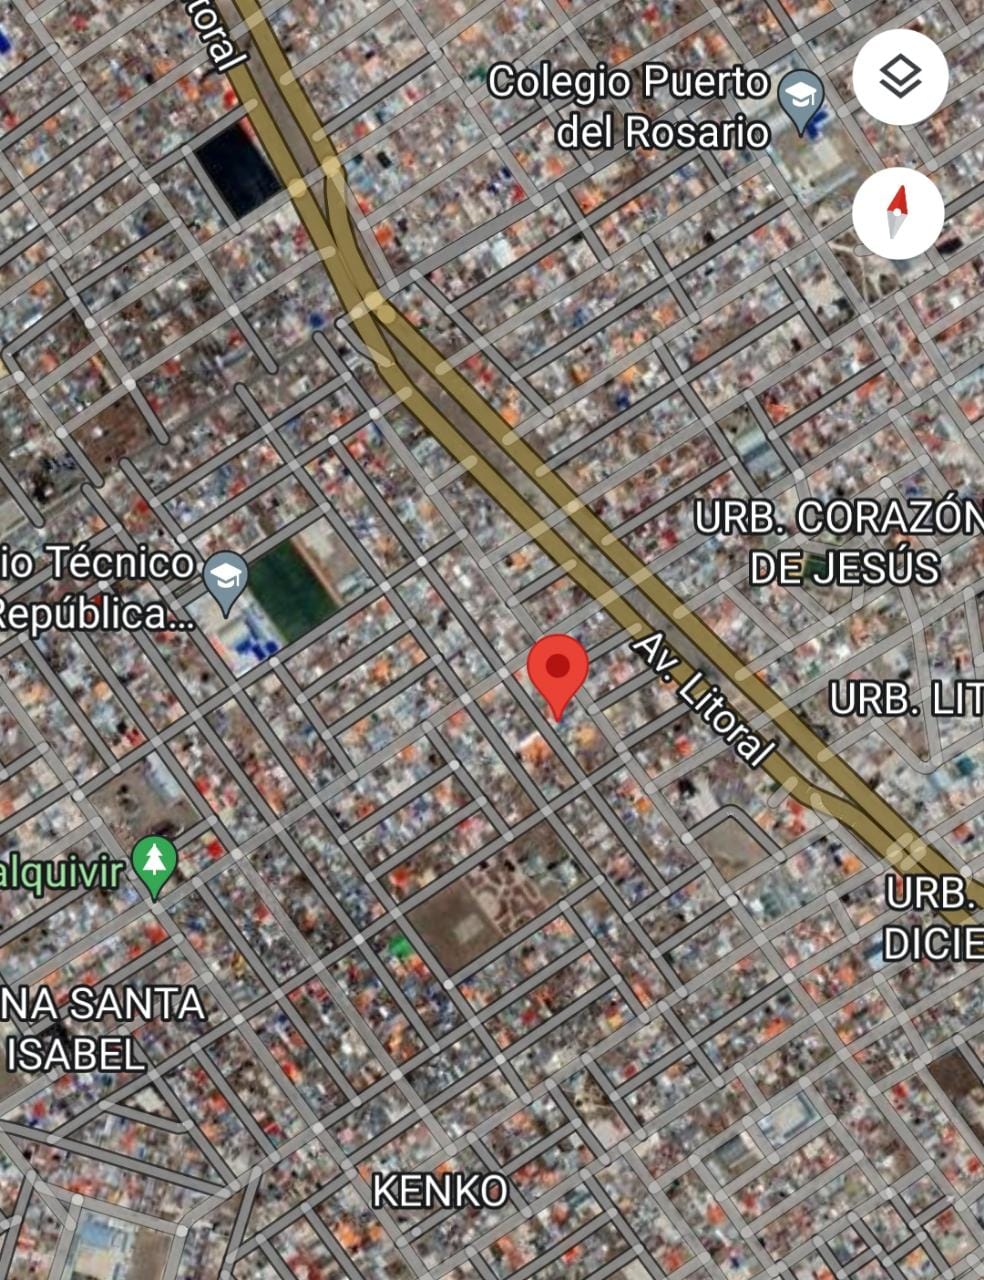 toral
Colegio Puerto
del Rosario
URB. CORAZÓN
DE JESÚS
io Técnico
República...
Av. Litoral
URB. LIT
alquivir
URB.
DICIE
NA SANTA
ISABEL
KENKO